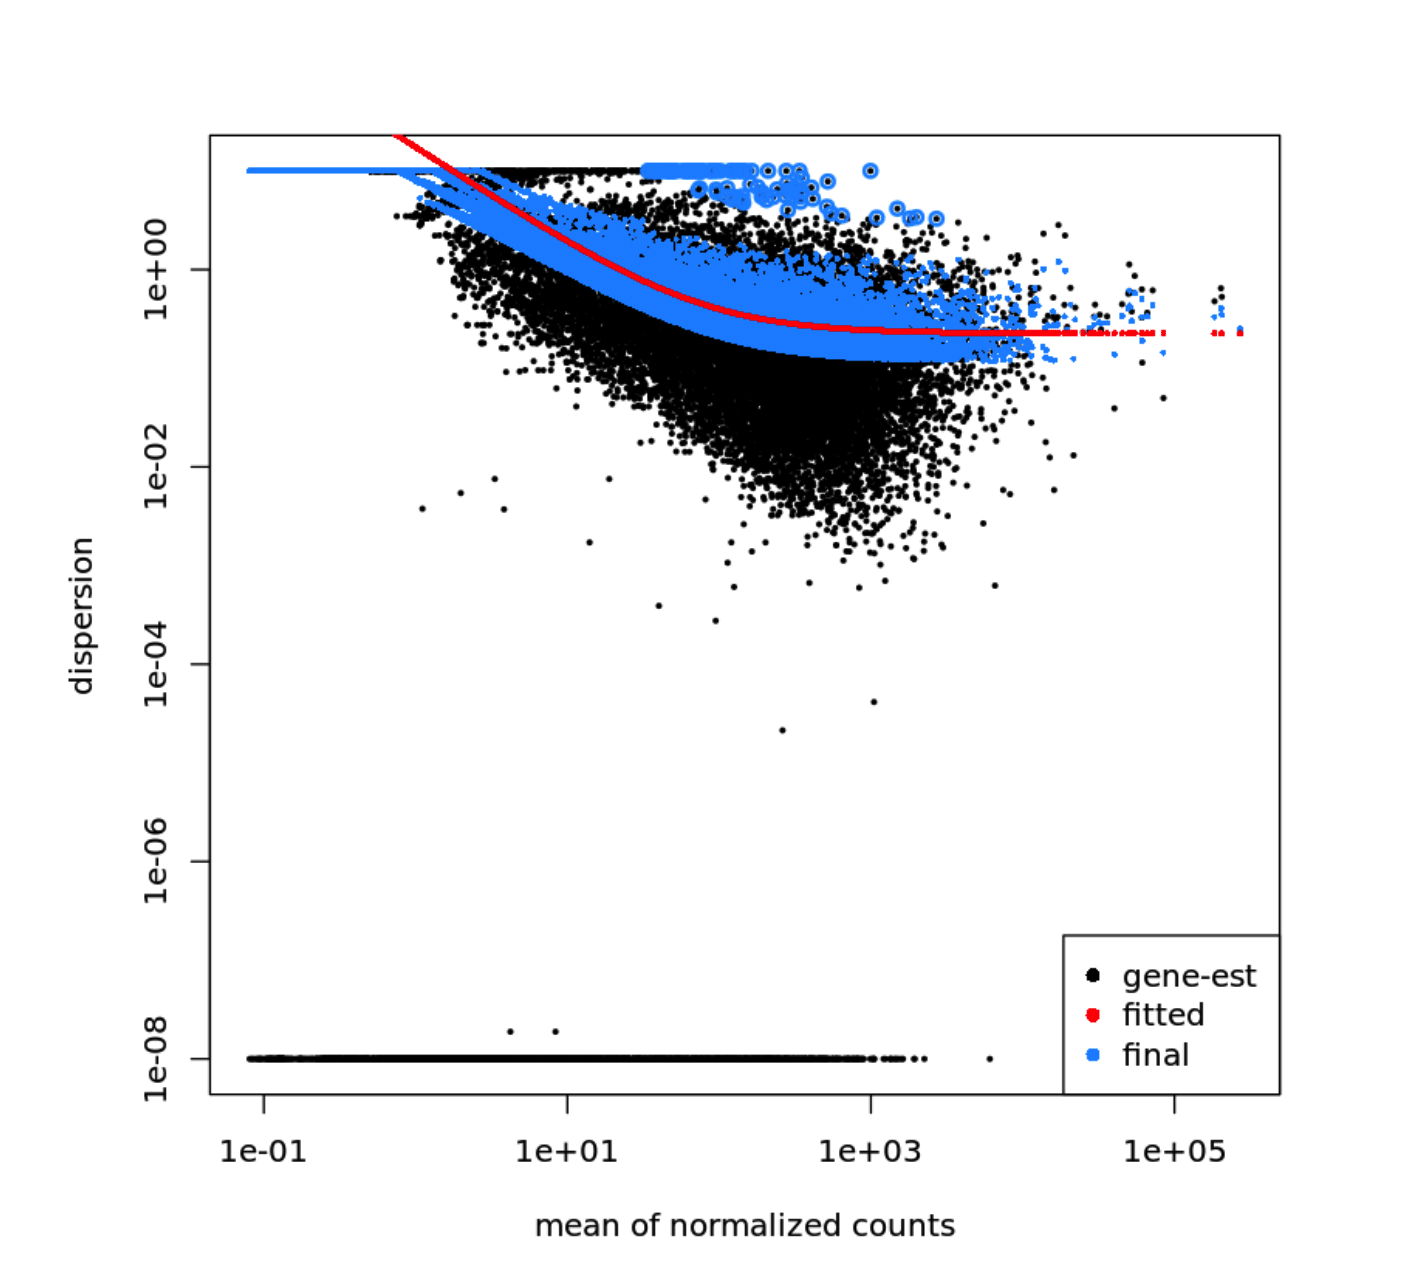 dispersion
1e+00
1e-02
1e-04
1e-06
1e-08
gene-est
fitted
final
1e-01 1e+01 1e+03 1e+05
mean of normalized counts